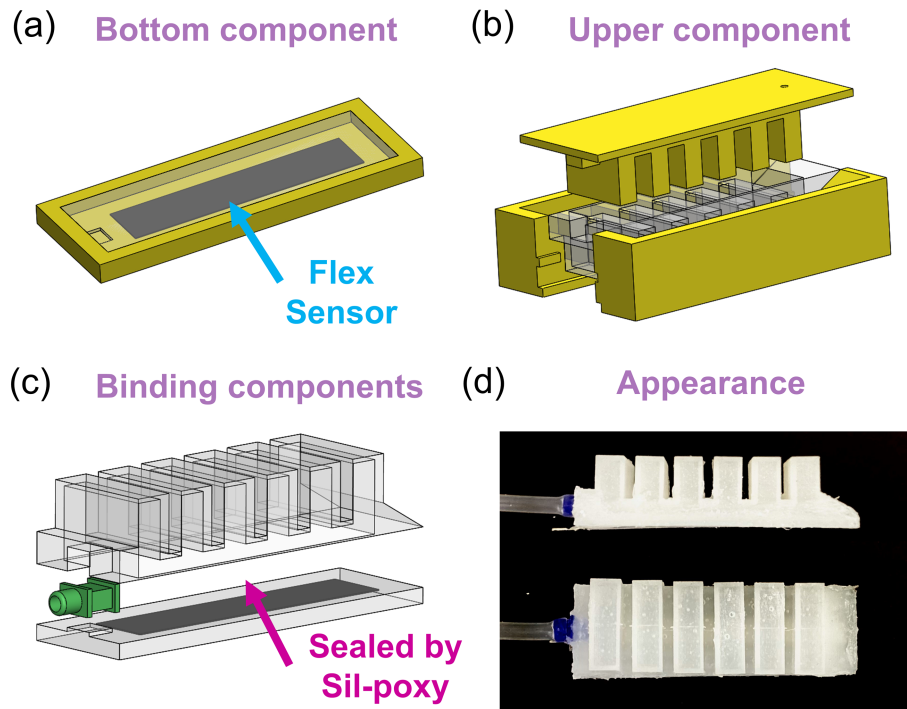 (a) Bottom component
(b) Upper component
Flex
Sensor
(c) Binding components
(d) Appearance
Sealed by
Sil-poxy